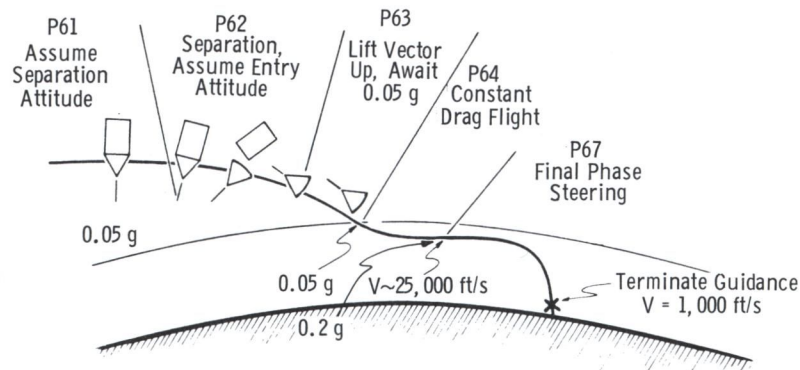 P61
Assume
Separation
Attitude
P62
Separation,
Assume Entry
Attitude
P63
Lift Vector
Up, Await
0.05 g
P64
Constant
Drag Flight
P67
Final Phase
Steering
0.05 g
0.05 g
V~25,000 ft/s
0.2 g
Terminate Guidance
V = 1,000 ft/s